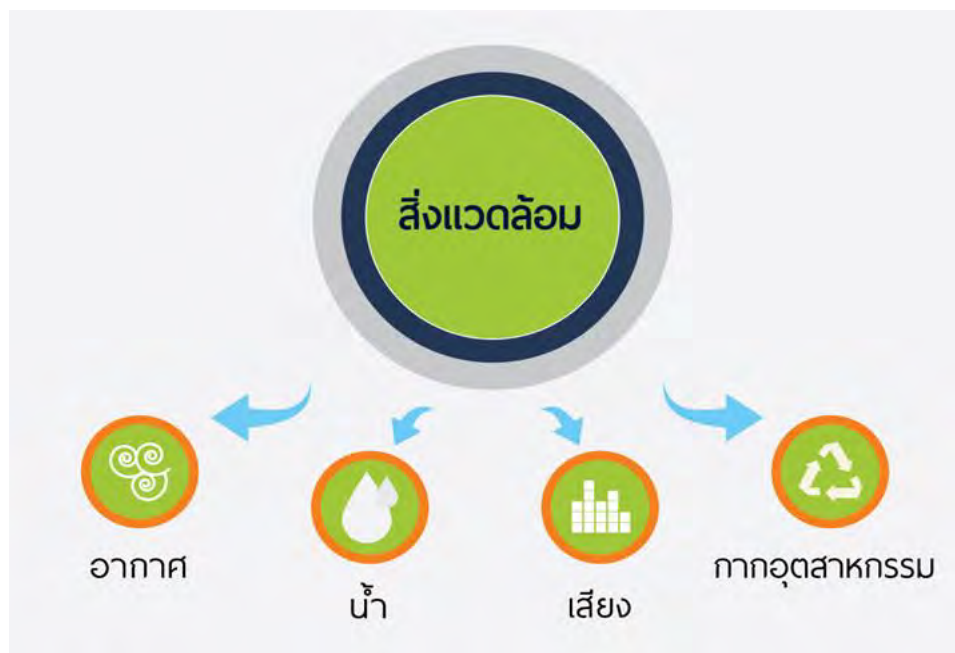 สิ่งแวดล้อม
อากาศ
น้ำ
เสียง
กากอุตสาหกรรม